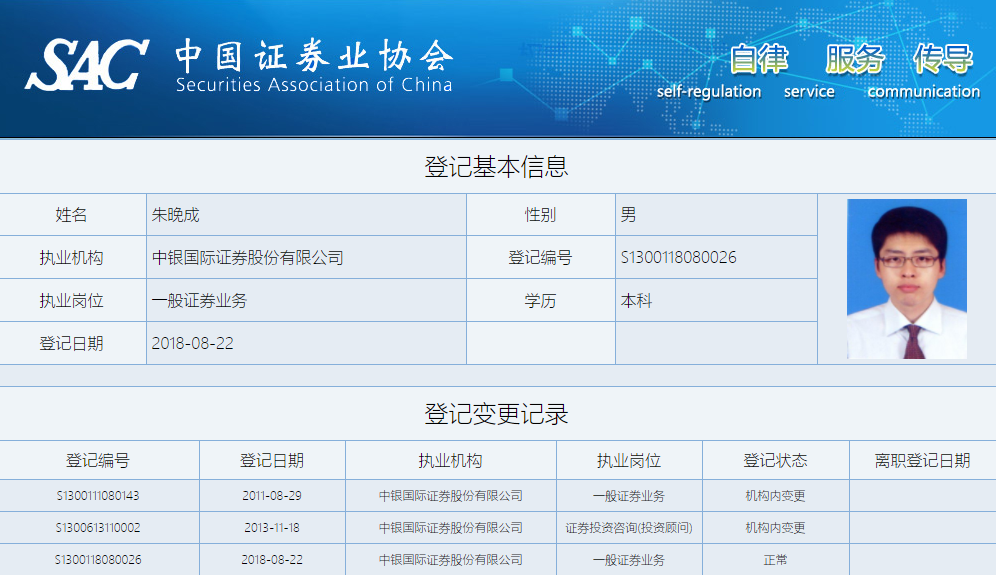 SAC 中国证券业协会
Securities Association of China
自律 服务 传导
self-regulation service communication
登记基本信息
姓名 朱晚成 性别 男
执业机构 中银国际证券股份有限公司 登记编号 S1300118080026
执业岗位 一般证券业务 学历 本科
登记日期 2018-08-22
登记变更记录
登记编号 登记日期 执业机构 执业岗位 登记状态 离职登记日期
S1300111080143 2011-08-29 中银国际证券股份有限公司 一般证券业务 机构内变更
S1300613110002 2013-11-18 中银国际证券股份有限公司 证券投资咨询(投资顾问) 机构内变更
S1300118080026 2018-08-22 中银国际证券股份有限公司 一般证券业务 正常